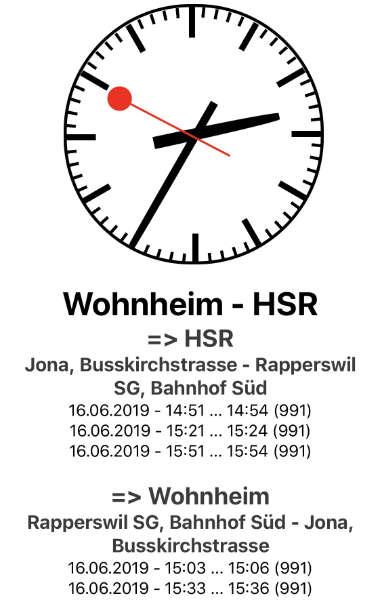 Wohnheim - HSR
=> HSR
Jona, Busskirchstrasse - Rapperswil
SG, Bahnhof Süd
16.06.2019 - 14:51 ... 14:54 (991)
16.06.2019 - 15:21 ... 15:24 (991)
16.06.2019 - 15:51 ... 15:54 (991)
=> Wohnheim
Rapperswil SG, Bahnhof Süd - Jona,
Busskirchstrasse
16.06.2019 - 15:03 ... 15:06 (991)
16.06.2019 - 15:33 ... 15:36 (991)